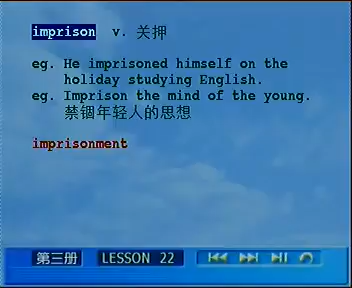 imprison v. 关押
eg. He imprisoned himself on the
holiday studying English.
eg. Imprison the mind of the young.
禁锢年轻人的思想
imprisonment
第三册 LESSON 22